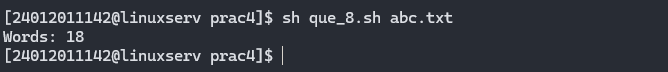 [24012011142@linuxserv prac4]$ sh que_8.sh abc.txt
Words: 18
[24012011142@linuxserv prac4]$